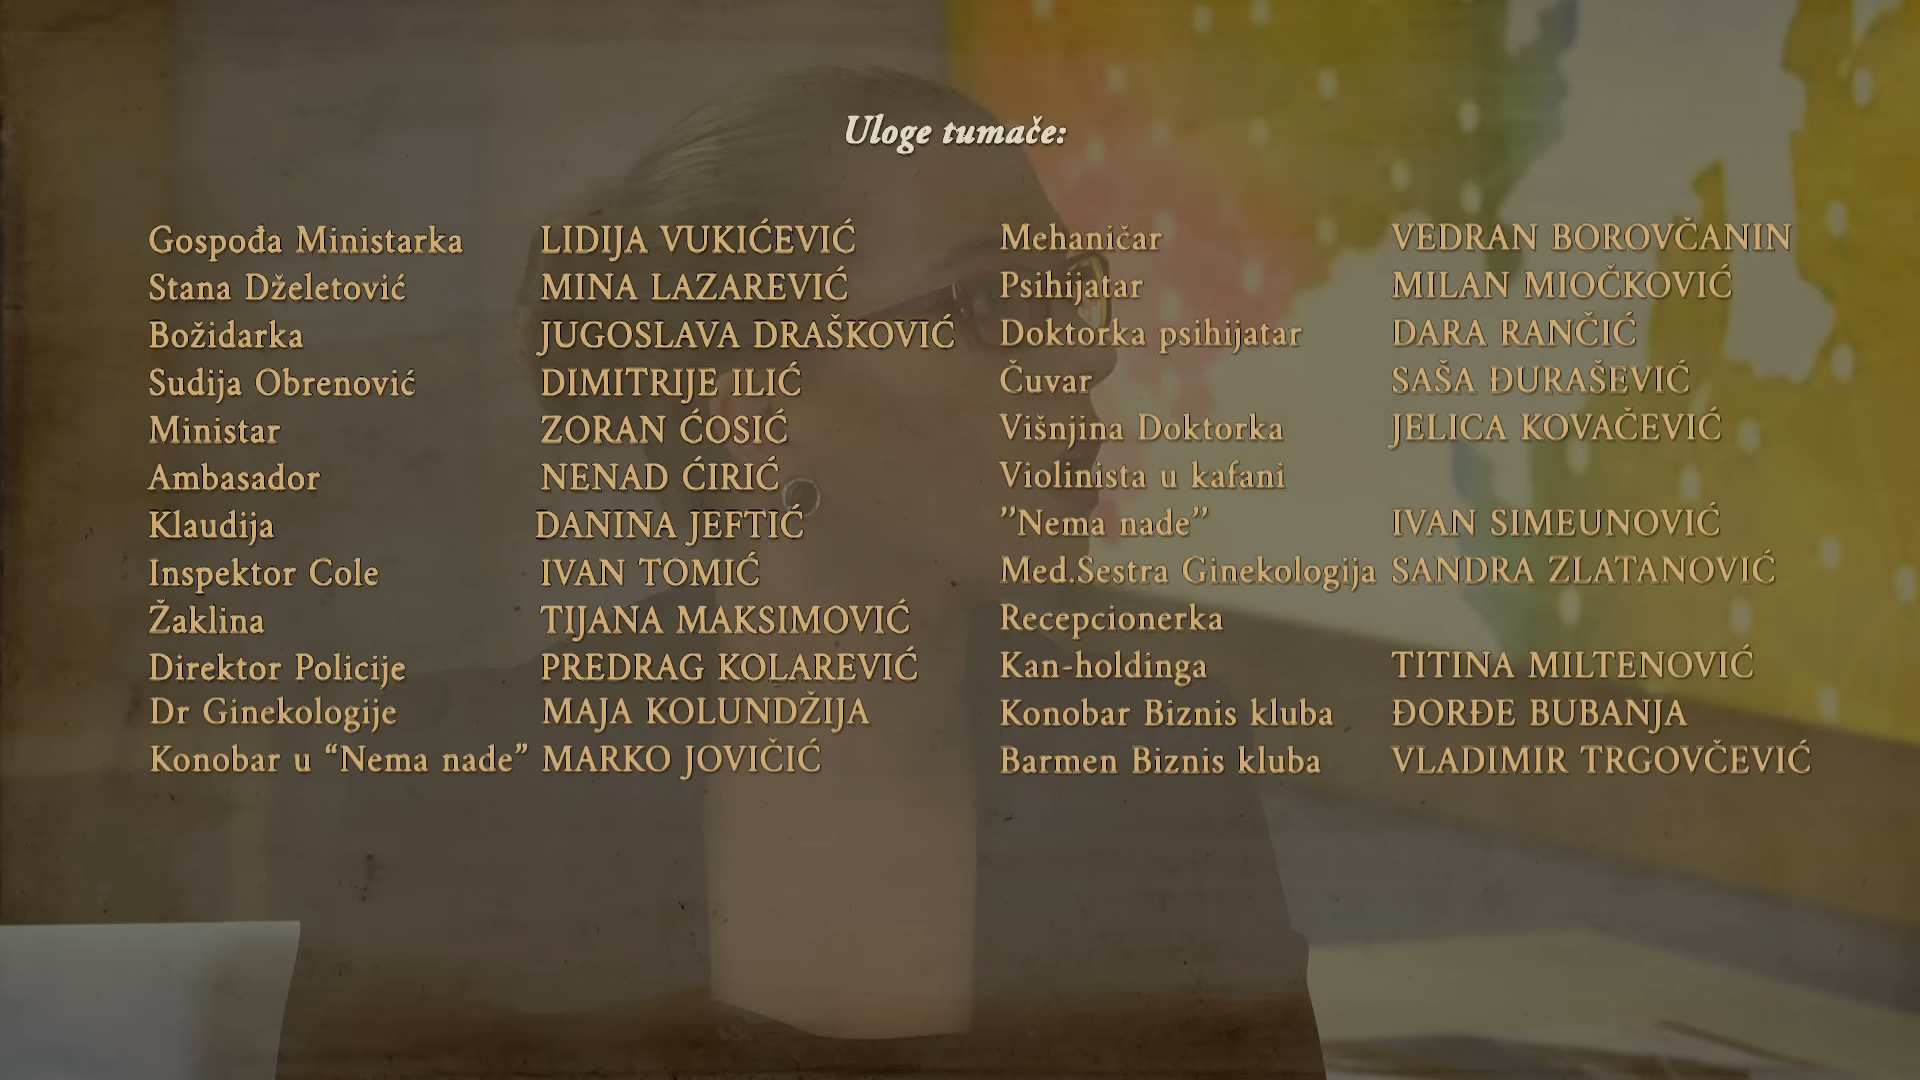 Uloge tumače:
Gospođa Ministarka LIDIJA VUKIĆEVIĆ
Stana Dželetović MINA LAZAREVIĆ
Božidarka JUGOSLAVA DRAŠKOVIĆ
Sudija Obrenović DIMITRIJE ILIĆ
Ministar ZORAN ĆOSIĆ
Ambasador NENAD ĆIRIĆ
Klaudija DANINA JEFTIĆ
Inspektor Cole IVAN TOMIĆ
Žaklina TIJANA MAKSIMOVIĆ
Direktor Policije PREDRAG KOLAREVIĆ
Dr Ginekologije MAJA KOLUNDŽIJA
Konobar u “Nema nade” MARKO JOVIČIĆ
Mehaničar VEDRAN BOROVČANIN
Psihijatar MILAN MIOČKOVIĆ
Doktorka psihijatar DARA RANČIĆ
Čuvar SAŠA ĐURAŠEVIĆ
Višnjina Doktorka JELICA KOVAČEVIĆ
Violinista u kafani
''Nema nade'' IVAN SIMEUNOVIĆ
Med.Sestra Ginekologija SANDRA ZLATANOVIĆ
Recepcionerka
Kan-holdinga TITINA MILTENOVIĆ
Konobar Biznis kluba ĐORĐE BUBANJA
Barmen Biznis kluba VLADIMIR TRGOVČEVIĆ